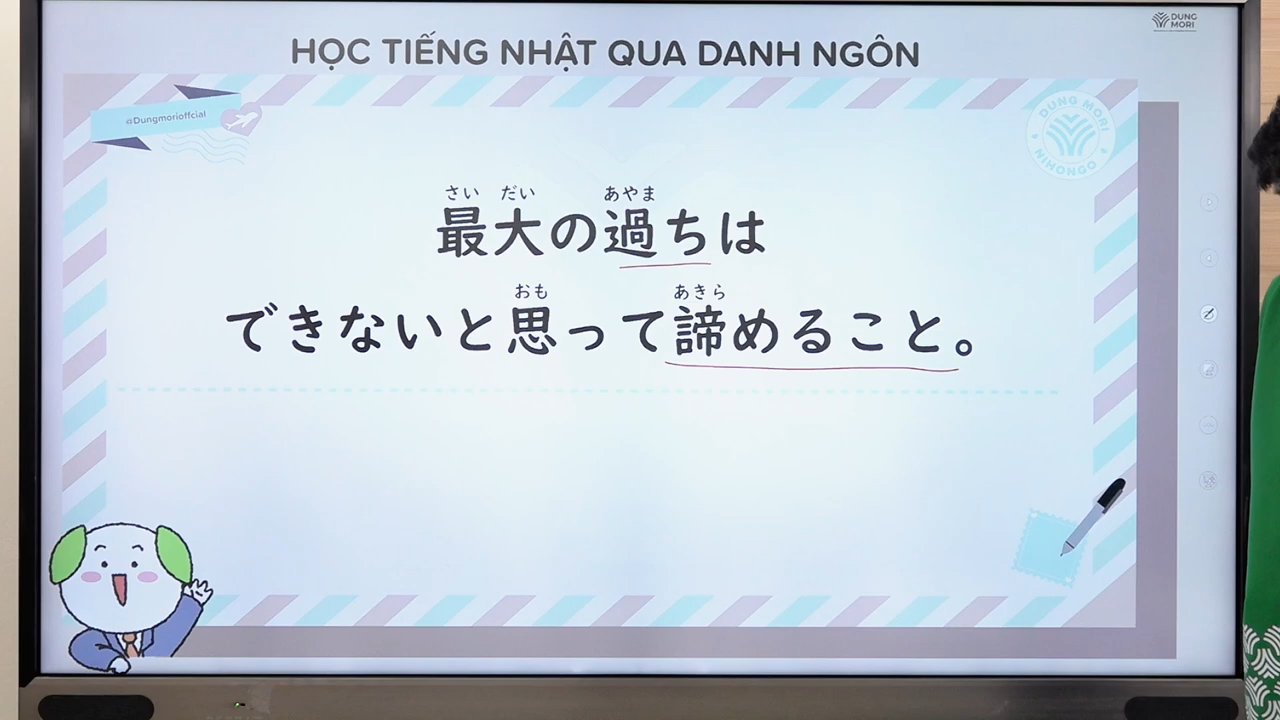 DUNG
MORI
HỌC TIẾNG NHẬT QUA DANH NGÔN
@Dungmorioffcial
DUNG MORI
NIHONGO
さい だい あやま
最大の過ちは
おも あきら
できないと思って諦めること。